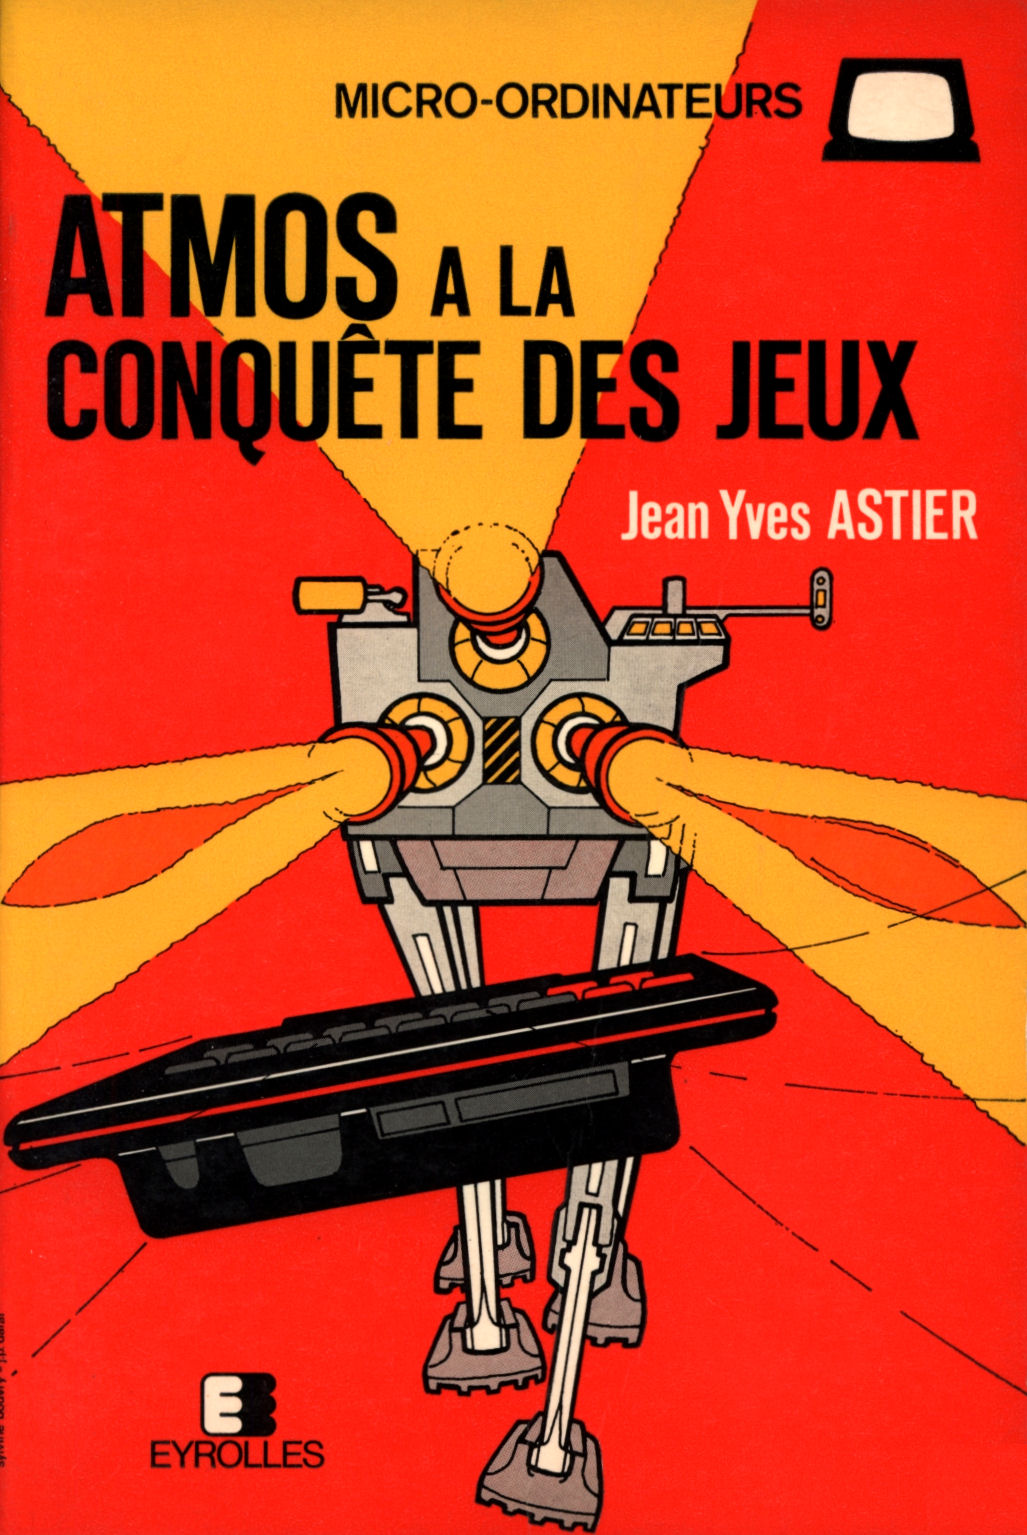 MICRO-ORDINATEURS
ATMOS A LA
CONQUÊTE DES JEUX
Jean Yves ASTIER
EYROLLES